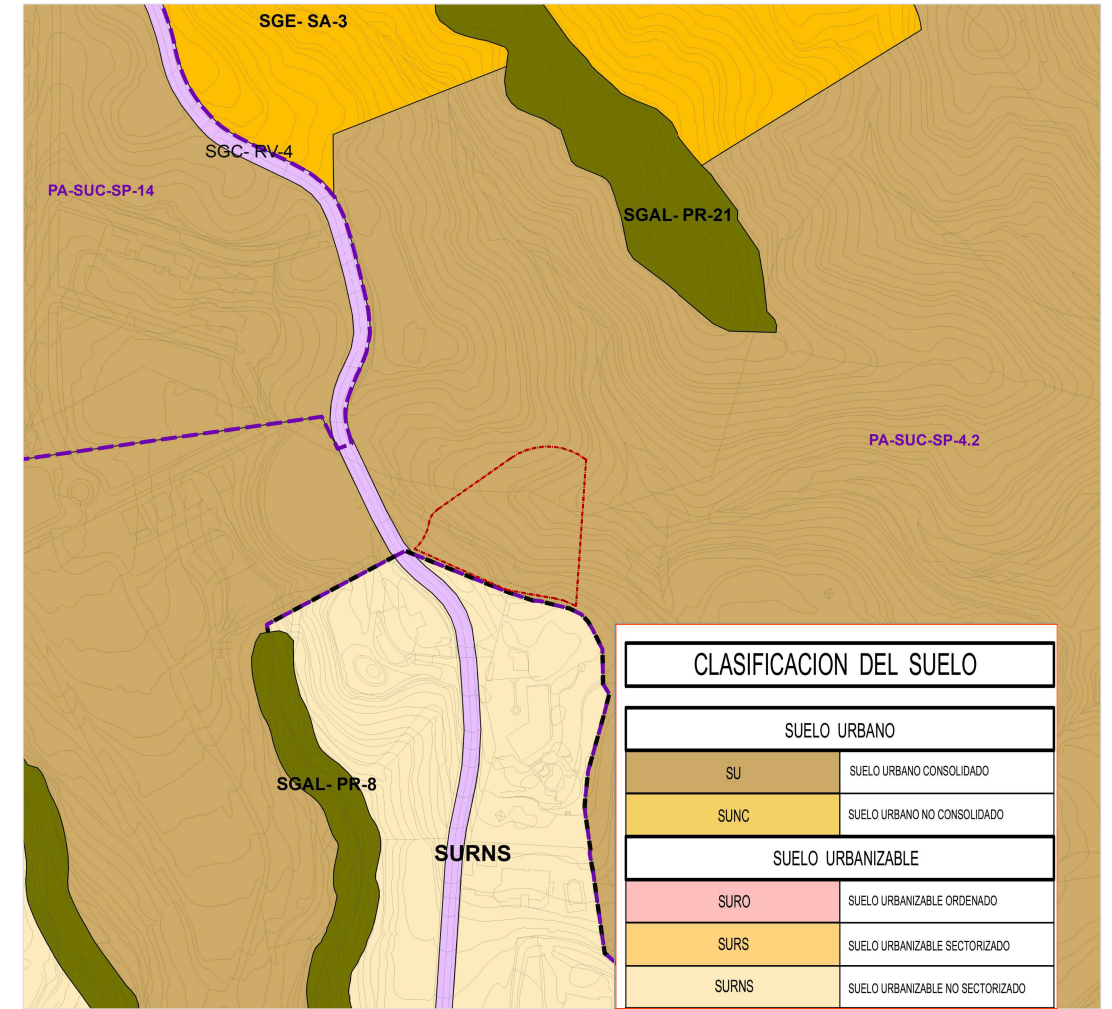 SGE- SA-3
SGC- RV-4
PA-SUC-SP-14
SGAL- PR-21
PA-SUC-SP-4.2
SGAL- PR-8
SURNS
CLASIFICACION DEL SUELO
SUELO URBANO
SU SUELO URBANO CONSOLIDADO
SUNC SUELO URBANO NO CONSOLIDADO
SUELO URBANIZABLE
SURO SUELO URBANIZABLE ORDENADO
SURS SUELO URBANIZABLE SECTORIZADO
SURNS SUELO URBANIZABLE NO SECTORIZADO